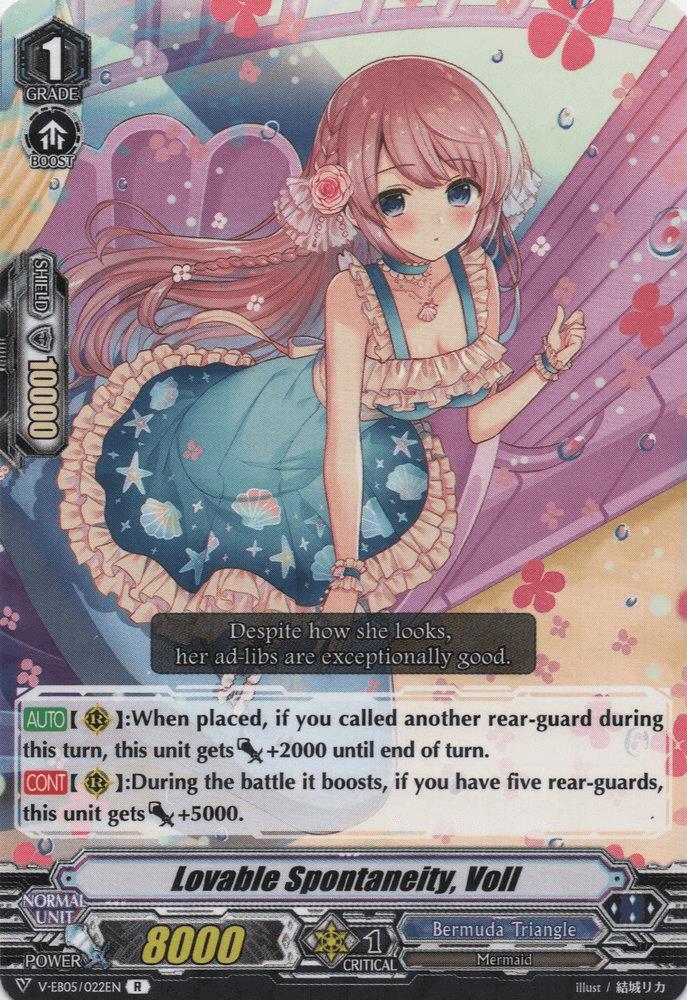 1
GRADE
BOOST
SHIELD
10000
Despite how she looks,
her ad-libs are exceptionally good.
AUTO【R】:When placed, if you called another rear-guard during
this turn, this unit gets +2000 until end of turn.
CONT【R】:During the battle it boosts, if you have five rear-guards,
this unit gets +5000.
Lovable Spontaneity, Voll
NORMAL
UNIT
POWER
8000
1
CRITICAL
Bermuda Triangle
Mermaid
V-EB05/022EN R
illust / 結城リカ